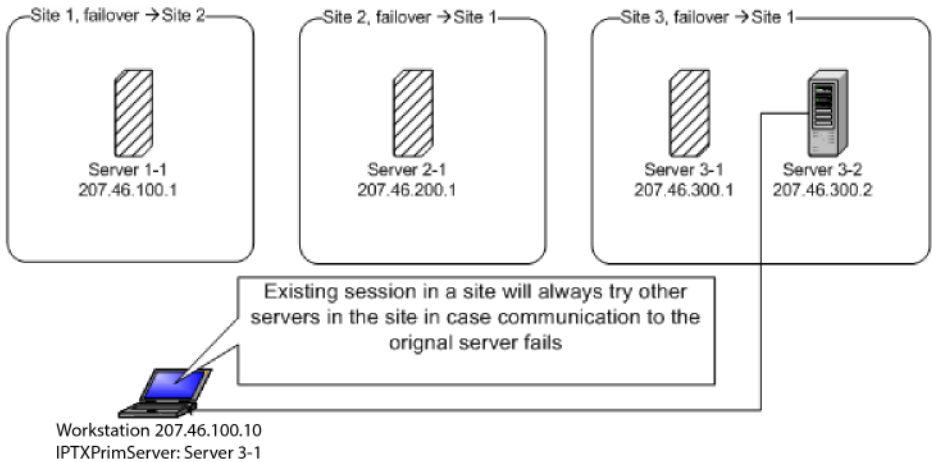 Site 1, failover → Site 2
Site 2, failover → Site 1
Site 3, failover → Site 1
Server 1-1
207.46.100.1
Server 2-1
207.46.200.1
Server 3-1
207.46.300.1
Server 3-2
207.46.300.2
Existing session in a site will always try other
servers in the site in case communication to the
orignal server fails
Workstation 207.46.100.10
IPTXPrimServer: Server 3-1